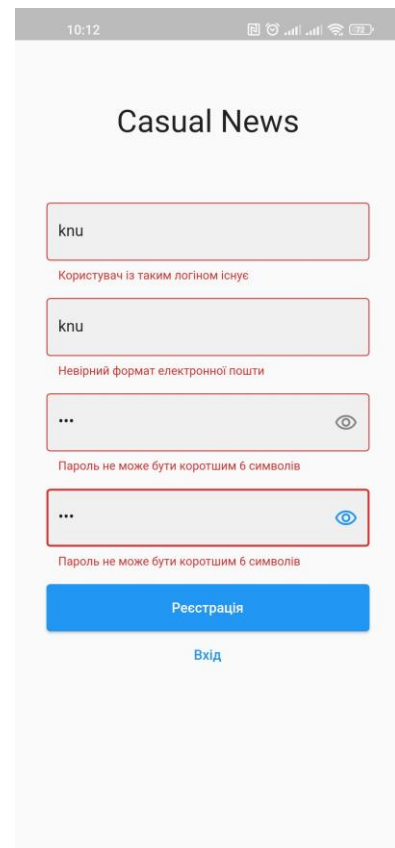 10:12
72
Casual News
knu
Користувач із таким логіном існує
knu
Невірний формат електронної пошти
•••
Пароль не може бути коротшим 6 символів
•••
Пароль не може бути коротшим 6 символів
Реєстрація
Вхід